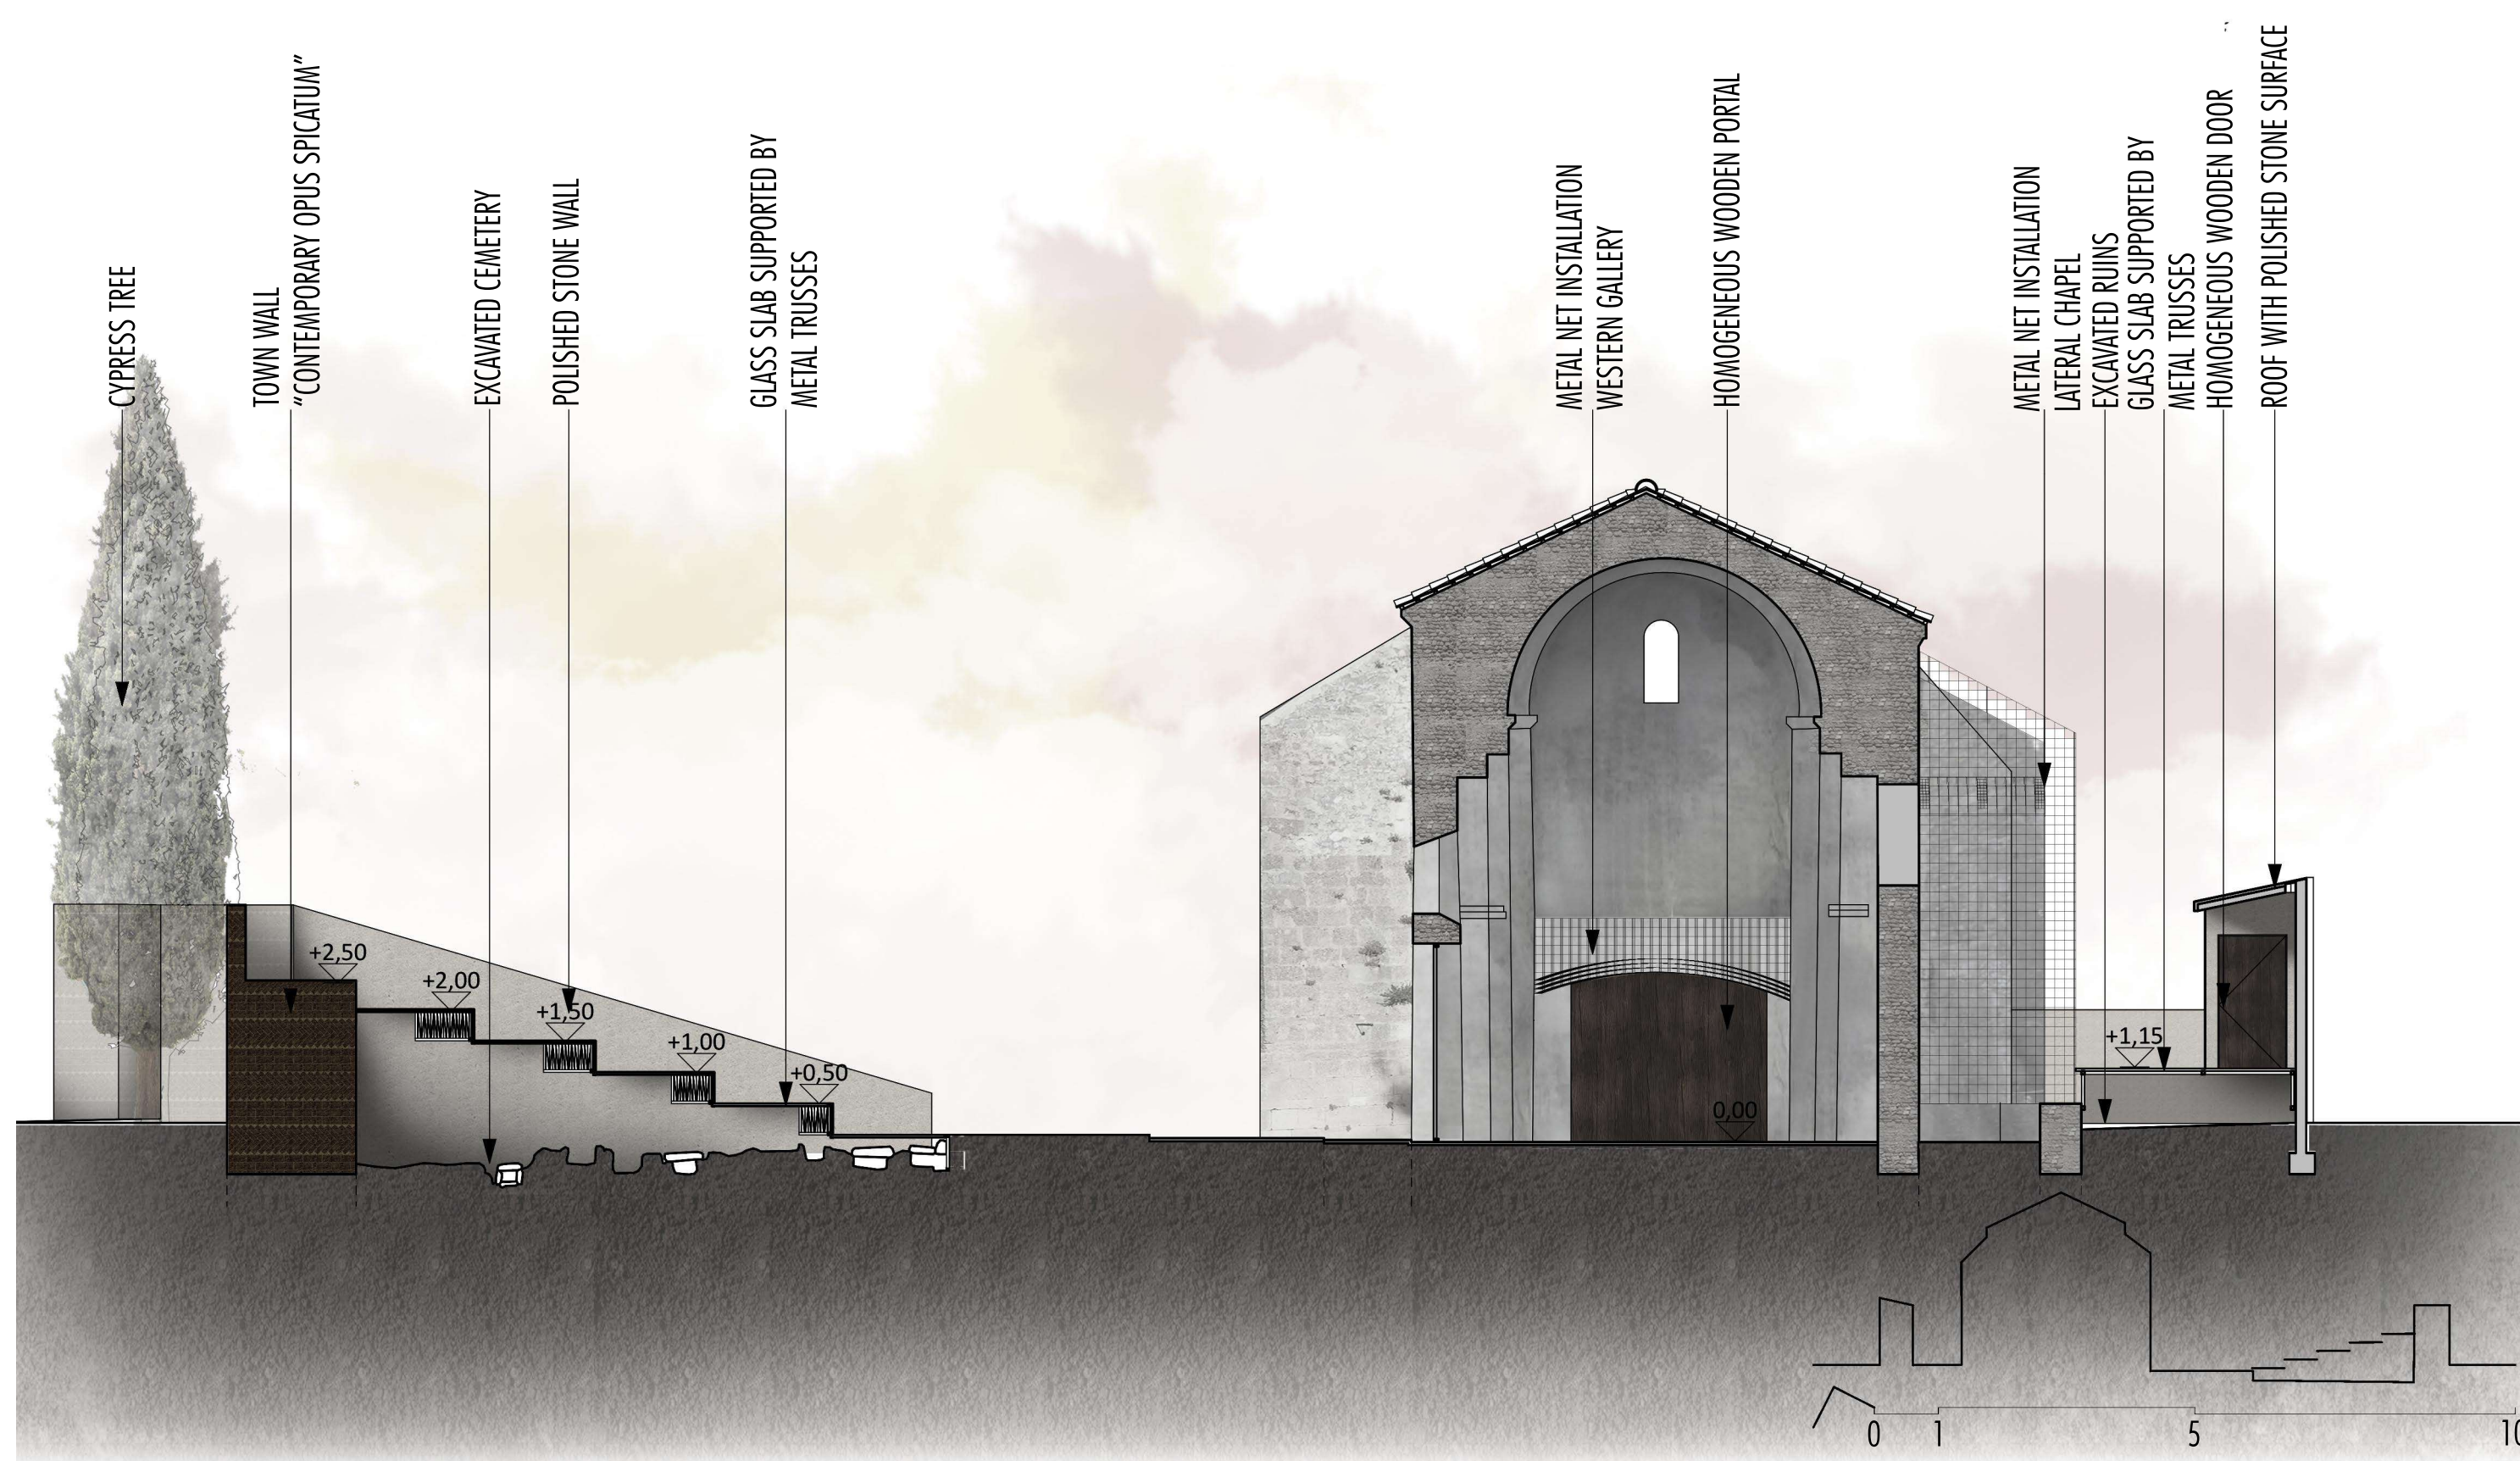 CYPRESS TREE
TOWN WALL
“CONTEMPORARY OPUS SPICATUM”
EXCAVATED CEMETERY
POLISHED STONE WALL
GLASS SLAB SUPPORTED BY
METAL TRUSSES
METAL NET INSTALLATION
WESTERN GALLERY
HOMOGENEOUS WOODEN PORTAL
METAL NET INSTALLATION
LATERAL CHAPEL
EXCAVATED RUINS
GLASS SLAB SUPPORTED BY
METAL TRUSSES
HOMOGENEOUS WOODEN DOOR
ROOF WITH POLISHED STONE SURFACE
+2,50
+2,00
+1,50
+1,00
+0,50
0,00
+1,15
0 1 5 10